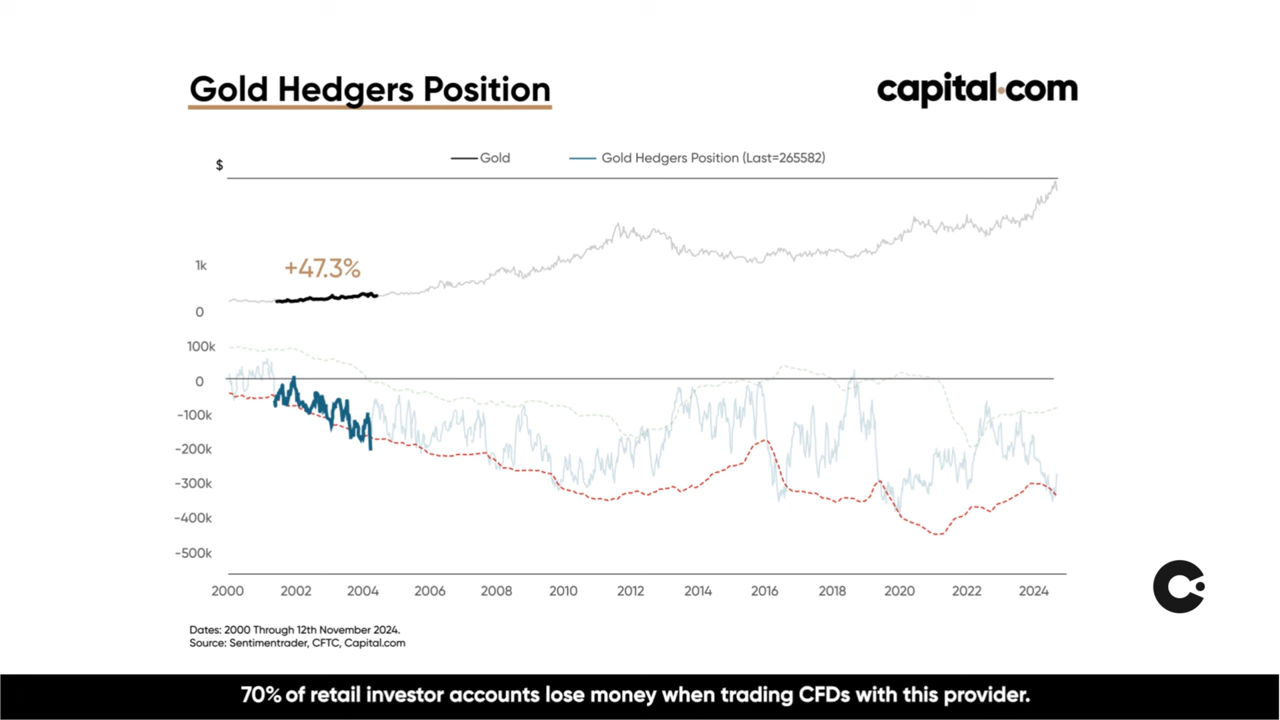 Gold Hedgers Position
capital.com
$
Gold
Gold Hedgers Position (Last=265582)
1k
+47.3%
0
100k
0
-100k
-200k
-300k
-400k
-500k
2000 2002 2004 2006 2008 2010 2012 2014 2016 2018 2020 2022 2024
Dates: 2000 Through 12th November 2024.
Source: Sentimentrader, CFTC, Capital.com
70% of retail investor accounts lose money when trading CFDs with this provider.